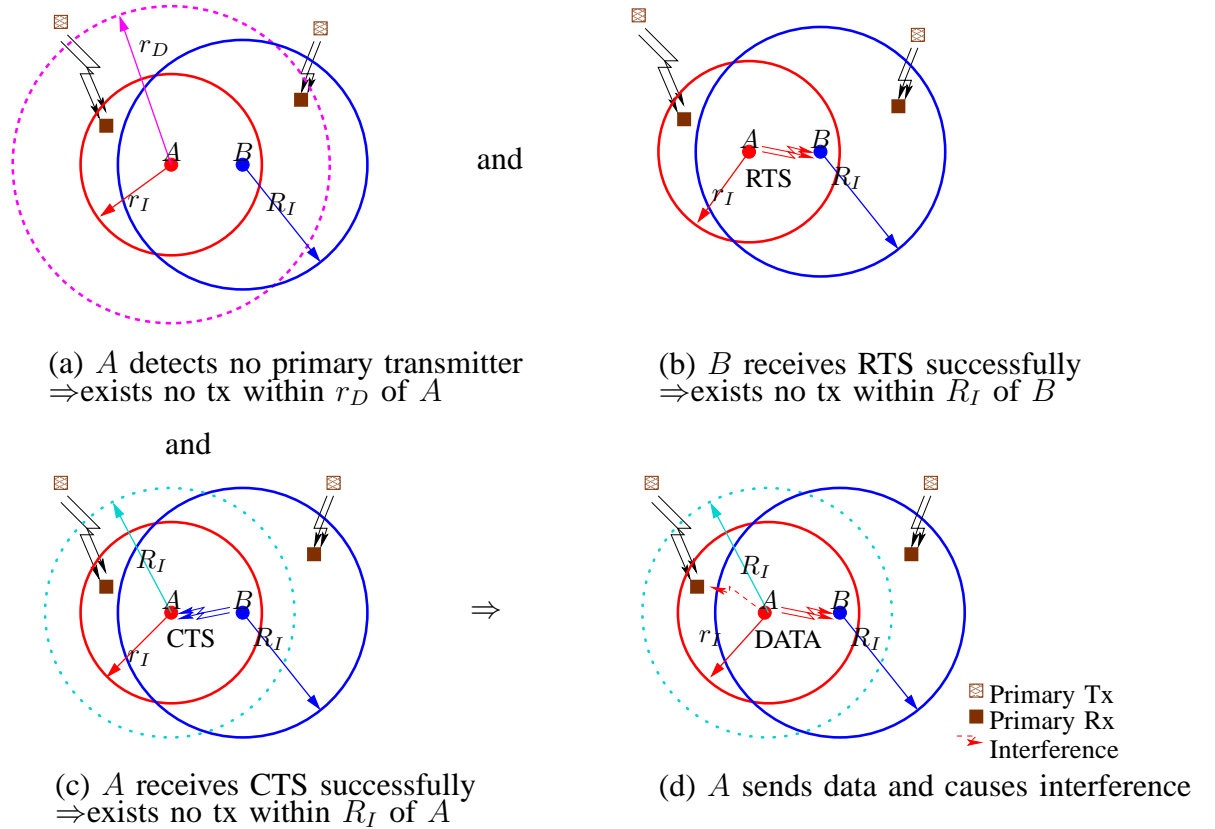 r_D
A
B
r_I
R_I
and
A
B
RTS
r_I
R_I
(a) A detects no primary transmitter
⇒exists no tx within r_D of A
(b) B receives RTS successfully
⇒exists no tx within R_I of B
and
R_I
A
B
CTS
r_I
R_I
⇒
R_I
A
B
r_I
DATA
R_I
Primary Tx
Primary Rx
Interference
(c) A receives CTS successfully
⇒exists no tx within R_I of A
(d) A sends data and causes interference